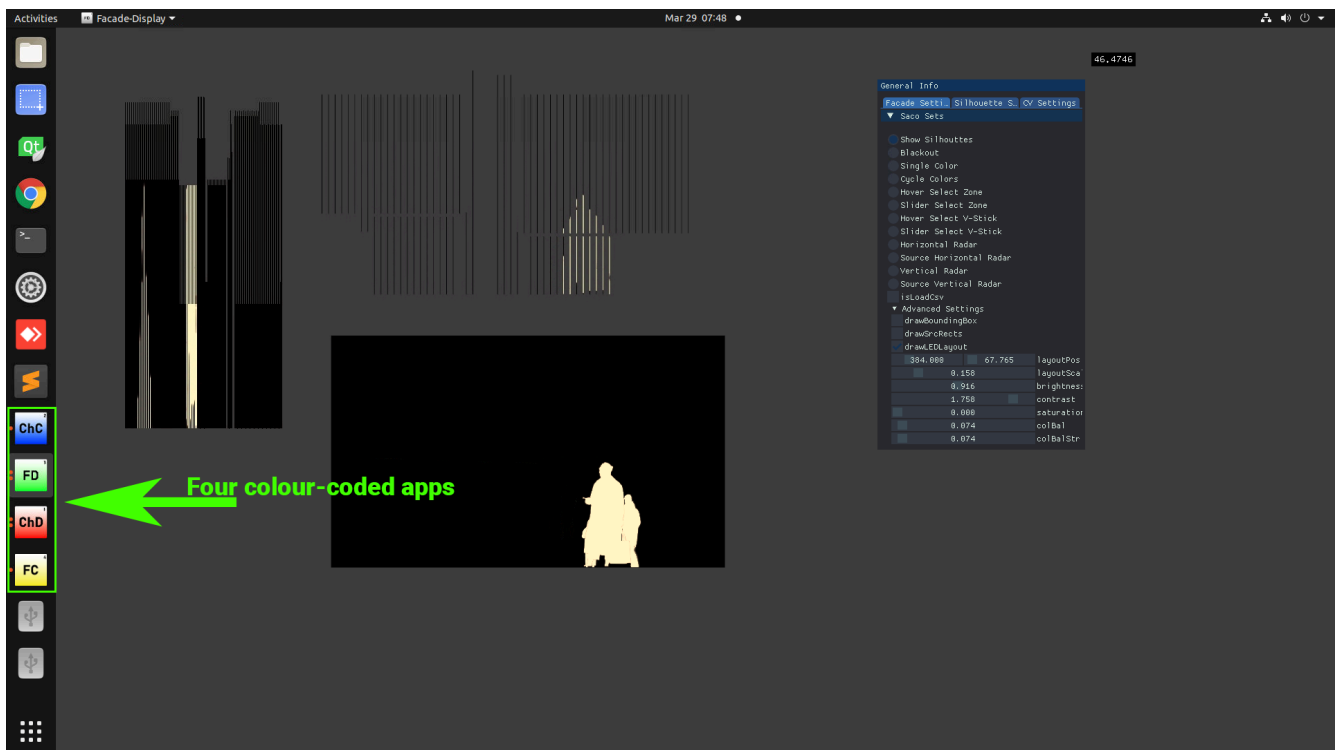 Activities FD Facade-Display Mar 29 07:48
46.4746
General Info
Facade Setti. Silhouette S. CV Settings
Saco Sets
Show Silhouttes
Blackout
Single Color
Cycle Colors
Hover Select Zone
Slider Select Zone
Hover Select V-Stick
Slider Select V-Stick
Horizontal Radar
Source Horizontal Radar
Vertical Radar
Source Vertical Radar
isLoadCsv
Advanced Settings
drawBoundingBox
drawSrcRects
drawLEDLayout
384.000 67.765 layoutPos
0.158 layoutSca
0.916 brightnes:
1.758 contrast
0.000 saturation
0.074 colBal
0.074 colBalStr
Qt
>_
ChC
FD
ChD
FC
Four colour-coded apps